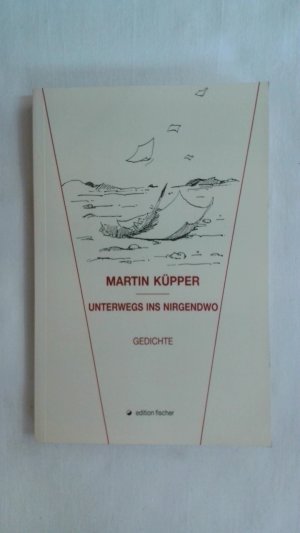 MARTIN KÜPPER
UNTERWEGS INS NIRGENDWO
GEDICHTE
edition fischer